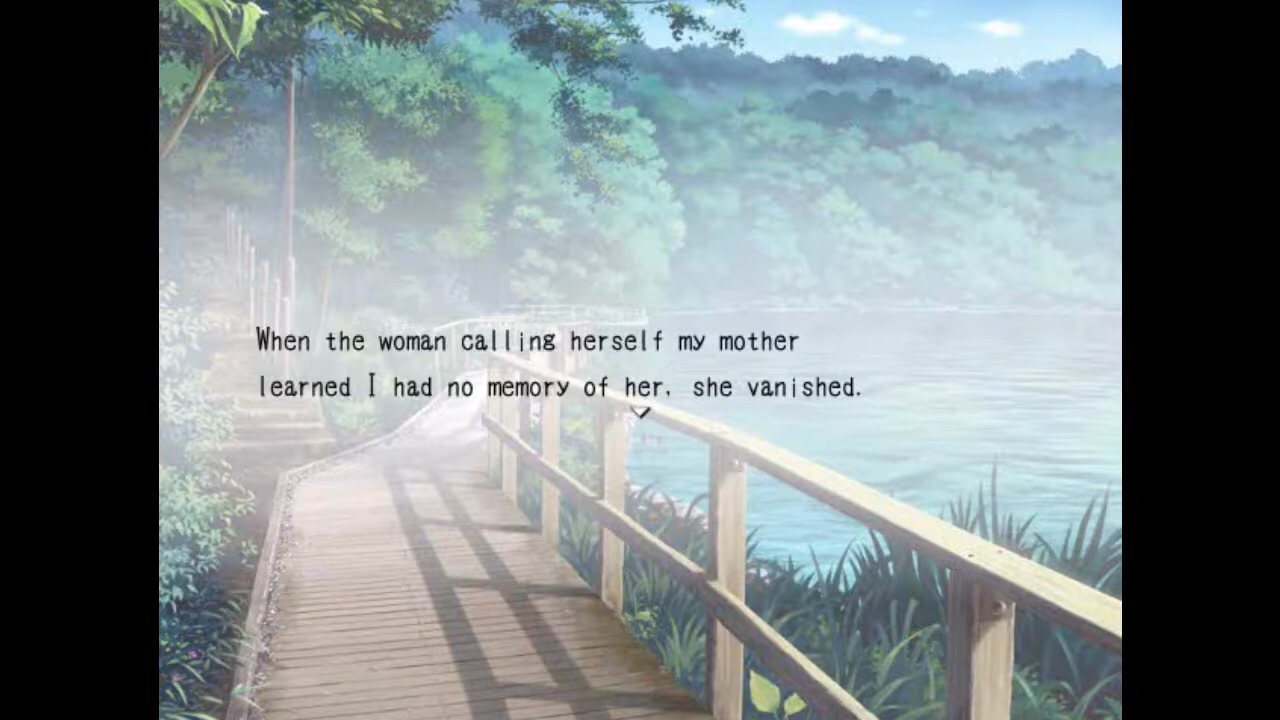 When the woman calling herself my mother
learned I had no memory of her, she vanished.